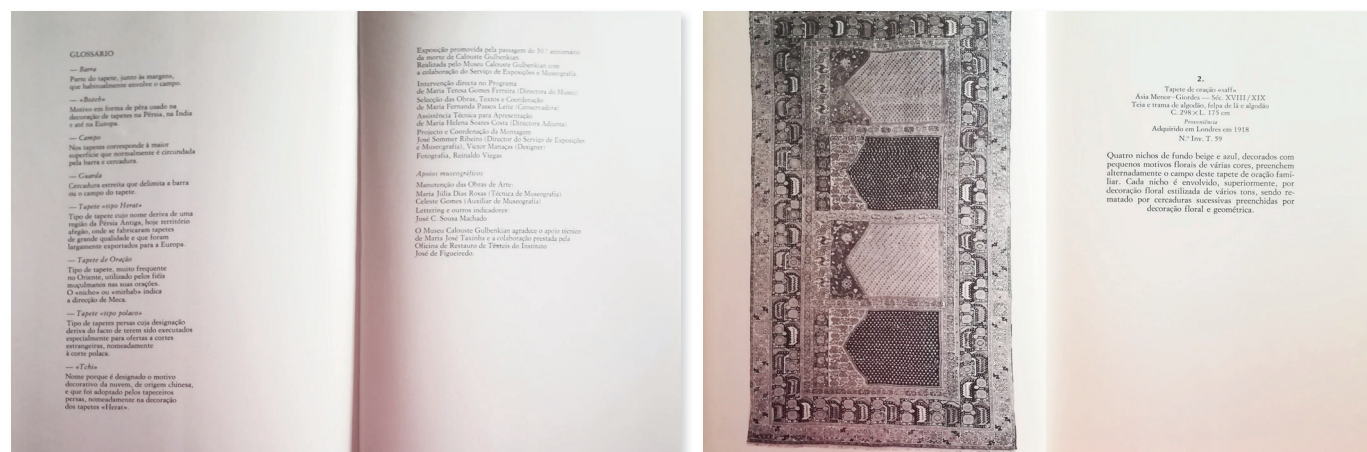 GLOSSÁRIO
— Barra
Parte do tapete, junto às margens,
que habitualmente envolve o campo.
— «Boteh»
Motivo em forma de pêra usado na
decoração de tapetes na Pérsia, na Índia
e até na Europa.
— Campo
Nos tapetes corresponde à maior
superfície que normalmente é circundada
pela barra e cercadura.
— Guarda
Cercadura estreita que delimita a barra
ou o campo do tapete.
— Tapete «tipo Herat»
Tipo de tapete cujo nome deriva de uma
região da Pérsia Antiga, hoje território
afegão, onde se fabricaram tapetes
de grande qualidade e que foram
largamente exportados para a Europa.
— Tapete de Oração
Tipo de tapete, muito frequente
no Oriente, utilizado pelos fiéis
muçulmanos nas suas orações.
O «nicho» ou «mirhab» indica
a direcção de Meca.
— Tapete «tipo polaco»
Tipo de tapetes persas cuja designação
deriva do facto de terem sido executados
especialmente para ofertas a cortes
estrangeiras, nomeadamente
à corte polaca.
— «Tchi»
Nome porque é designado o motivo
decorativo da nuvem, de origem chinesa,
e que foi adoptado pelos tapeceiros
persas, nomeadamente na decoração
dos tapetes «Herat».
Exposição promovida pela passagem do 30.º aniversário
da morte de Calouste Gulbenkian.
Realizada pelo Museu Calouste Gulbenkian com
a colaboração do Serviço de Exposições e Museografia.
Intervenção directa no Programa
de Maria Teresa Gomes Ferreira (Directora do Museu)
Selecção das Obras, Textos e Coordenação
de Maria Fernanda Passos Leite (Conservadora)
Assistência Técnica para Apresentação
de Maria Helena Soares Costa (Directora Adjunta)
Projecto e Coordenação da Montagem
José Sommer Ribeiro (Director do Serviço de Exposições
e Museografia), Victor Manaças (Designer)
Fotografia, Reinaldo Viegas
Apoios museográficos
Manutenção das Obras de Arte:
Maria Júlia Dias Rosas (Técnica de Museografia)
Celeste Gomes (Auxiliar de Museografia)
Lettering e outros indicadores:
José C. Sousa Machado
O Museu Calouste Gulbenkian agradece o apoio técnico
de Maria José Taxinha e a colaboração prestada pela
Oficina de Restauro de Têxteis do Instituto
José de Figueiredo.
2.
Tapete de oração «saff»
Ásia Menor–Giordes — Séc. XVIII/XIX
Teia e trama de algodão, felpa de lã e algodão
C. 298 × L. 175 cm
Proveniência
Adquirido em Londres em 1918
N.º Inv. T. 59
Quatro nichos de fundo beige e azul, decorados com
pequenos motivos florais de várias cores, preenchem
alternadamente o campo deste tapete de oração fami-
liar. Cada nicho é envolvido, superiormente, por
decoração floral estilizada de vários tons, sendo re-
matado por cercaduras sucessivas preenchidas por
decoração floral e geométrica.